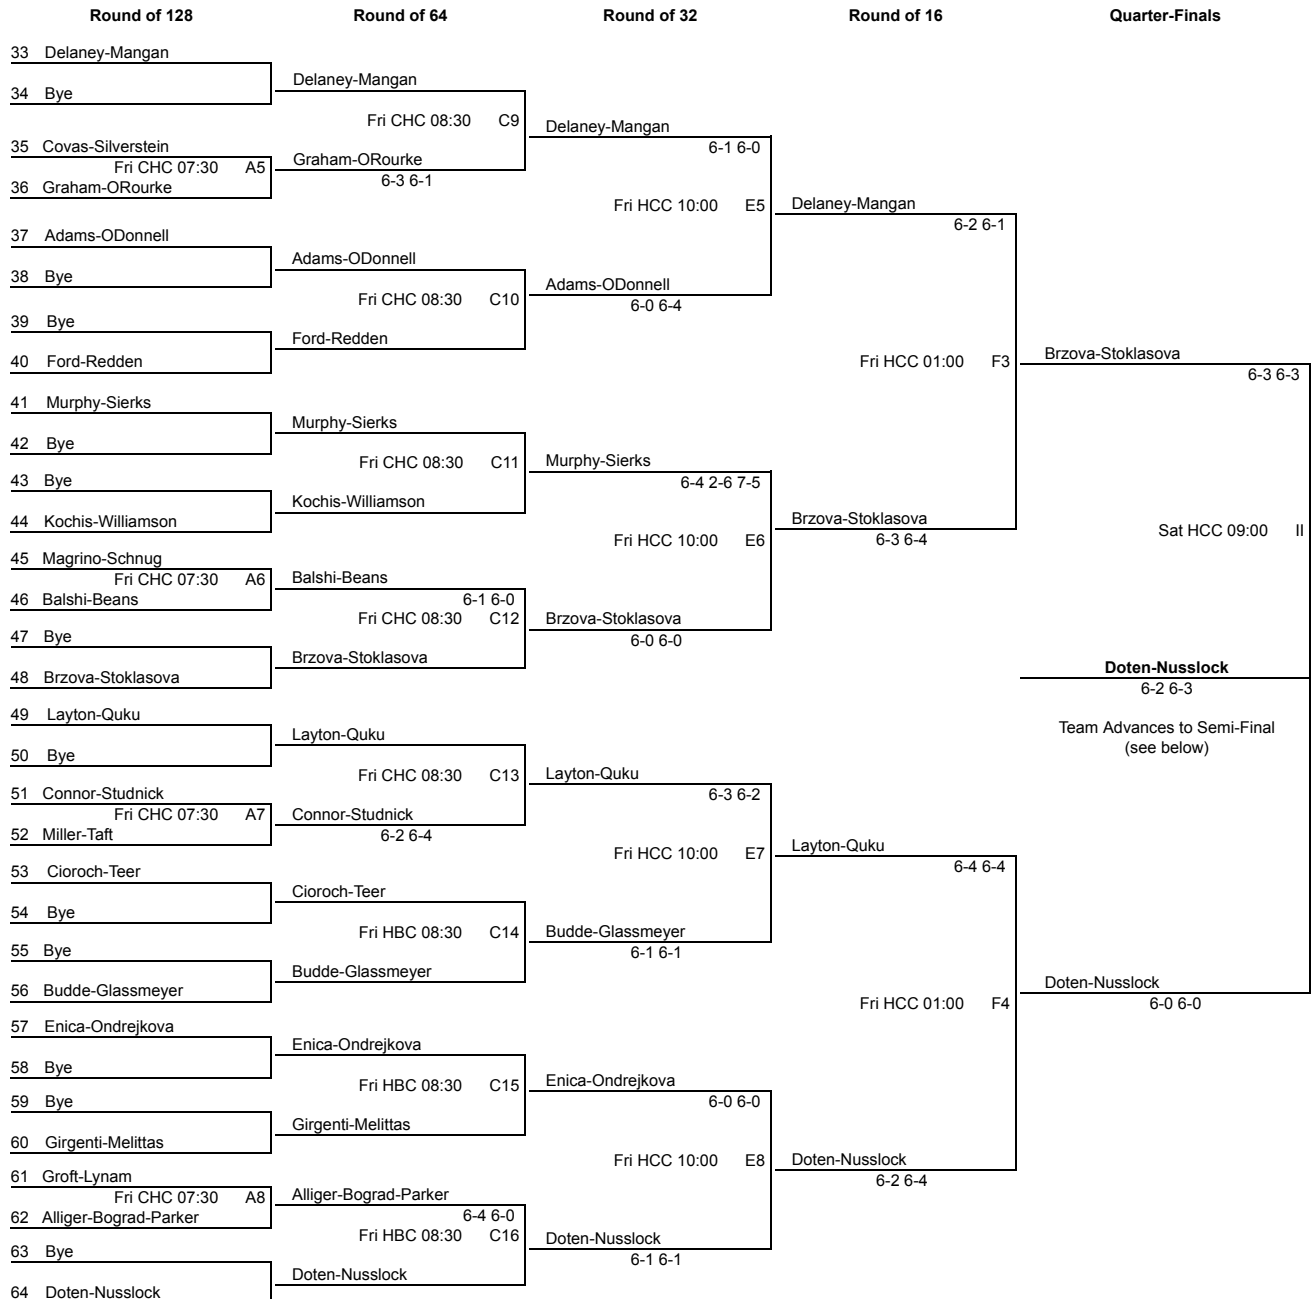 Round of 128 Round of 64 Round of 32 Round of 16 Quarter-Finals
33 Delaney-Mangan
Delaney-Mangan
34 Bye
Fri CHC 08:30 C9
Delaney-Mangan
6-1 6-0
35 Covas-Silverstein
Fri CHC 07:30 A5
Graham-ORourke
6-3 6-1
36 Graham-ORourke
Fri HCC 10:00 E5
Delaney-Mangan
6-2 6-1
37 Adams-ODonnell
Adams-ODonnell
38 Bye
Fri CHC 08:30 C10
Adams-ODonnell
6-0 6-4
39 Bye
Ford-Redden
40 Ford-Redden
Fri HCC 01:00 F3
Brzova-Stoklasova
6-3 6-3
41 Murphy-Sierks
Murphy-Sierks
42 Bye
Fri CHC 08:30 C11
Murphy-Sierks
6-4 2-6 7-5
43 Bye
Kochis-Williamson
44 Kochis-Williamson
Fri HCC 10:00 E6
Brzova-Stoklasova
6-3 6-4
Sat HCC 09:00 II
45 Magrino-Schnug
Fri CHC 07:30 A6
Balshi-Beans
6-1 6-0
46 Balshi-Beans
Fri CHC 08:30 C12
Brzova-Stoklasova
6-0 6-0
47 Bye
Brzova-Stoklasova
48 Brzova-Stoklasova
Doten-Nusslock
6-2 6-3
Team Advances to Semi-Final
(see below)
49 Layton-Quku
Layton-Quku
50 Bye
Fri CHC 08:30 C13
Layton-Quku
6-3 6-2
51 Connor-Studnick
Fri CHC 07:30 A7
Connor-Studnick
6-2 6-4
52 Miller-Taft
Fri HCC 10:00 E7
Layton-Quku
6-4 6-4
53 Cioroch-Teer
Cioroch-Teer
54 Bye
Fri HBC 08:30 C14
Budde-Glassmeyer
6-1 6-1
55 Bye
Budde-Glassmeyer
56 Budde-Glassmeyer
Fri HCC 01:00 F4
Doten-Nusslock
6-0 6-0
57 Enica-Ondrejkova
Enica-Ondrejkova
58 Bye
Fri HBC 08:30 C15
Enica-Ondrejkova
6-0 6-0
59 Bye
Girgenti-Melittas
60 Girgenti-Melittas
Fri HCC 10:00 E8
Doten-Nusslock
6-2 6-4
61 Groft-Lynam
Fri CHC 07:30 A8
Alliger-Bograd-Parker
6-4 6-0
62 Alliger-Bograd-Parker
Fri HBC 08:30 C16
Doten-Nusslock
6-1 6-1
63 Bye
Doten-Nusslock
64 Doten-Nusslock